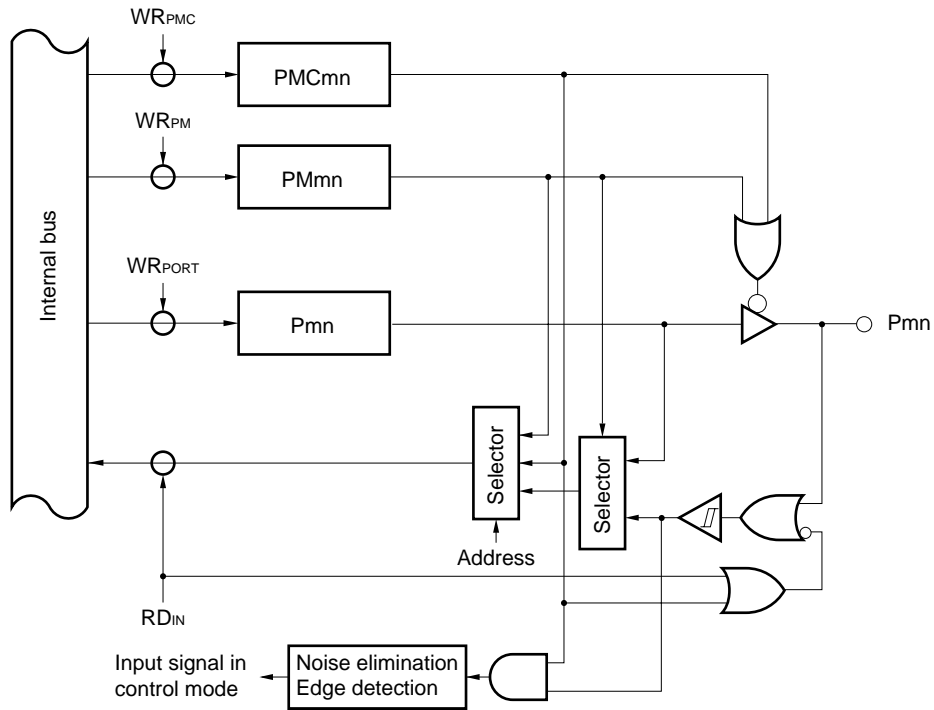 WRPMC
PMCmn
WRPM
PMmn
Internal bus
WRPORT
Pmn
Pmn
Selector
Selector
Address
RDIN
Input signal in
control mode
Noise elimination
Edge detection